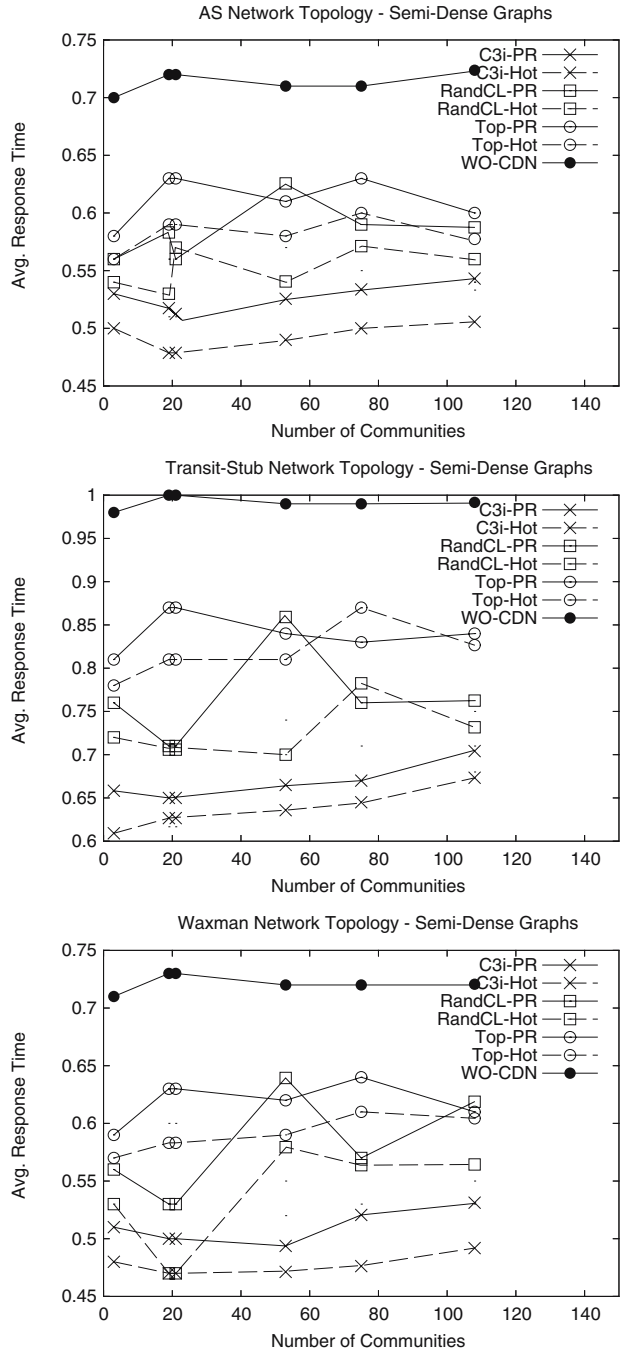 AS Network Topology - Semi-Dense Graphs
0.75
0.7
0.65
0.6
0.55
0.5
0.45
Avg. Response Time
C3i-PR
C3i-Hot
RandCL-PR
RandCL-Hot
Top-PR
Top-Hot
WO-CDN
0 20 40 60 80 100 120 140
Number of Communities
Transit-Stub Network Topology - Semi-Dense Graphs
1
0.95
0.9
0.85
0.8
0.75
0.7
0.65
0.6
Avg. Response Time
C3i-PR
C3i-Hot
RandCL-PR
RandCL-Hot
Top-PR
Top-Hot
WO-CDN
0 20 40 60 80 100 120 140
Number of Communities
Waxman Network Topology - Semi-Dense Graphs
0.75
0.7
0.65
0.6
0.55
0.5
0.45
Avg. Response Time
C3i-PR
C3i-Hot
RandCL-PR
RandCL-Hot
Top-PR
Top-Hot
WO-CDN
0 20 40 60 80 100 120 140
Number of Communities